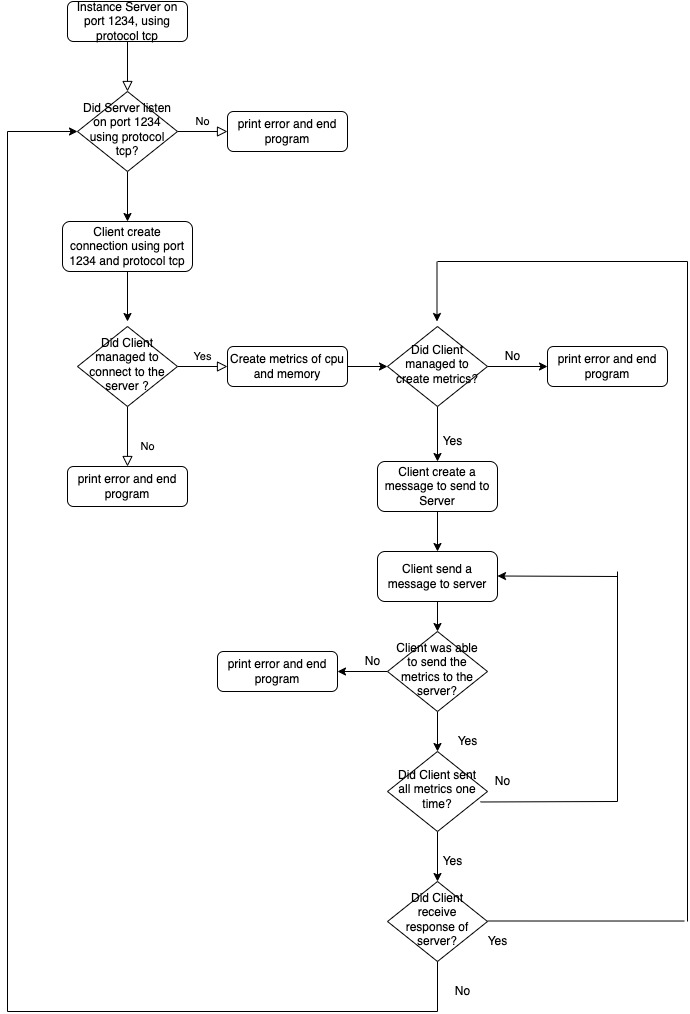 Instance Server on
port 1234, using
protocol tcp
Did Server listen
on port 1234
using protocol
tcp?
No
print error and end
program
Client create
connection using port
1234 and protocol tcp
Did Client
managed to
connect to the
server ?
Yes
Create metrics of cpu
and memory
Did Client
managed to
create metrics?
No
print error and end
program
No
print error and end
program
Yes
Client create a
message to send to
Server
Client send a
message to server
Client was able
to send the
metrics to the
server?
No
print error and end
program
Yes
Did Client sent
all metrics one
time?
No
Yes
Did Client
receive
response of
server?
Yes
No